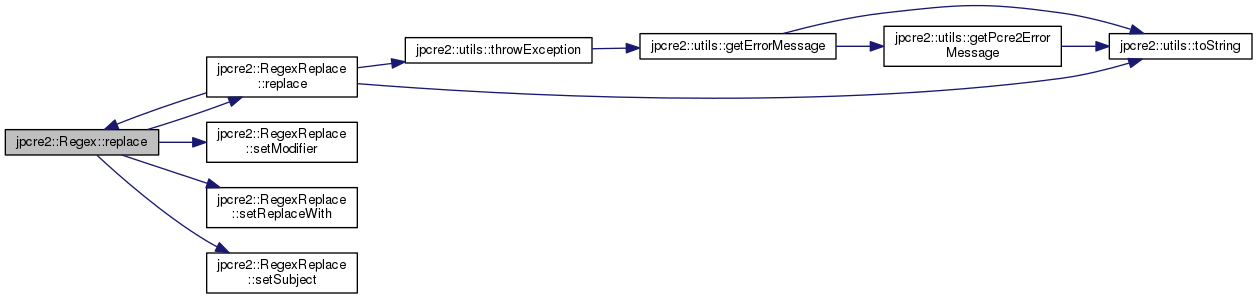 jpcre2::Regex::replace
jpcre2::RegexReplace
::replace
jpcre2::RegexReplace
::setModifier
jpcre2::RegexReplace
::setReplaceWith
jpcre2::RegexReplace
::setSubject
jpcre2::utils::throwException
jpcre2::utils::getErrorMessage
jpcre2::utils::getPcre2Error
Message
jpcre2::utils::toString